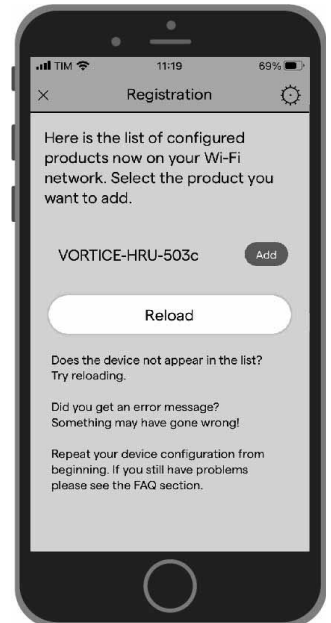 TIM 11:19 69%
× Registration
Here is the list of configured
products now on your Wi-Fi
network. Select the product you
want to add.
VORTICE-HRU-503c Add
Reload
Does the device not appear in the list?
Try reloading.
Did you get an error message?
Something may have gone wrong!
Repeat your device configuration from
beginning. If you still have problems
please see the FAQ section.